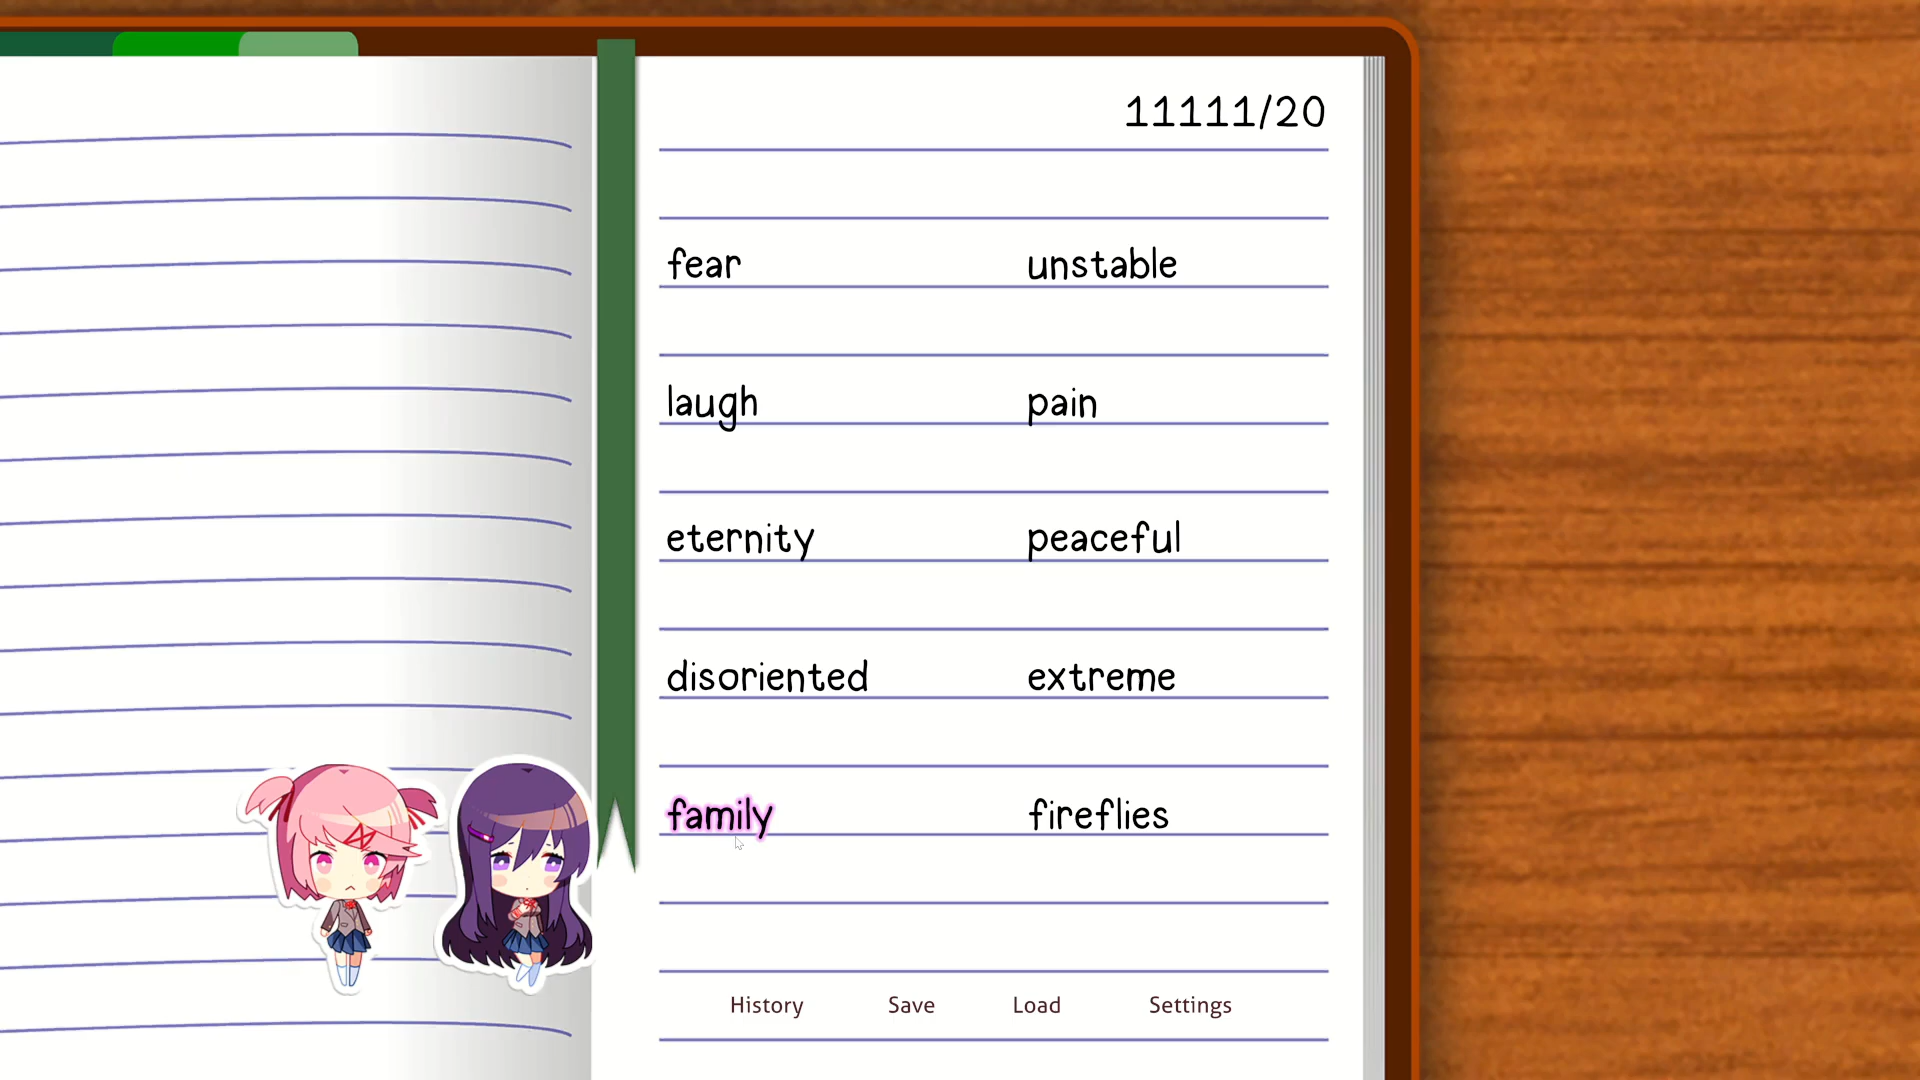 11111/20
fear unstable
laugh pain
eternity peaceful
disoriented extreme
family fireflies
History Save Load Settings